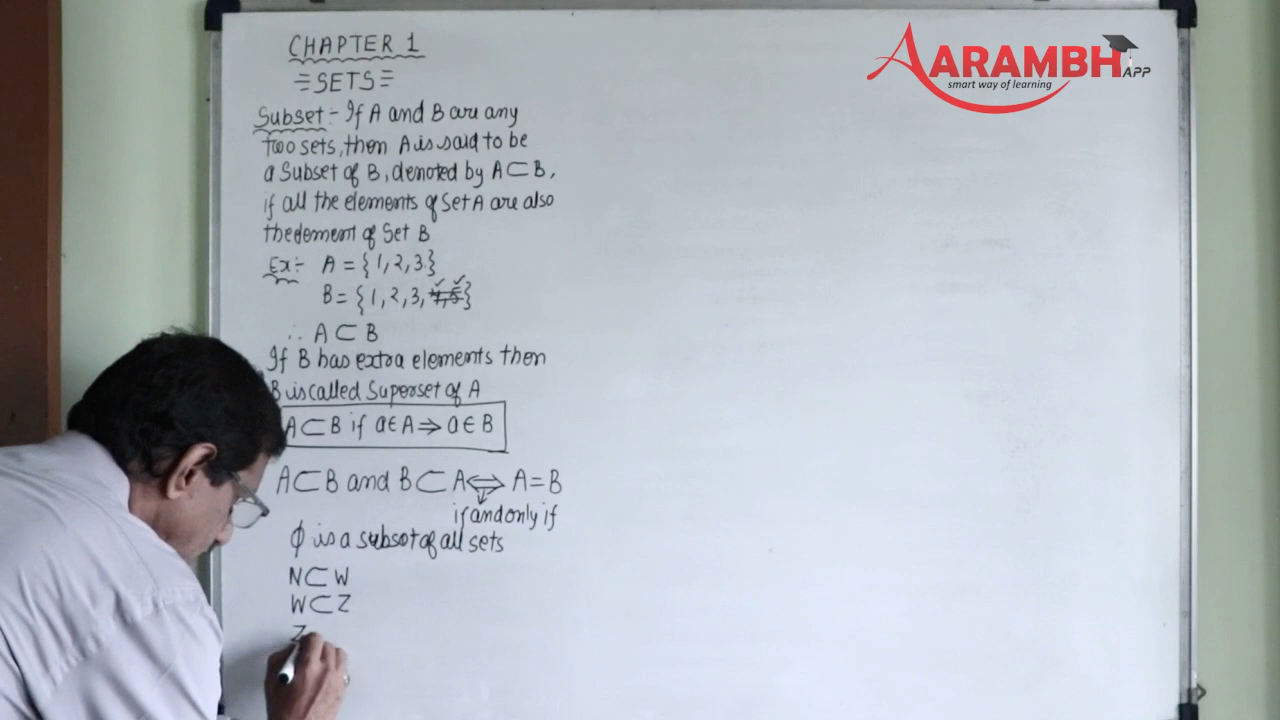 CHAPTER 1
SETS
Subset:- If A and B are any
two sets, then A is said to be
a Subset of B, denoted by A⊂B,
if all the elements of Set A are also
the element of Set B
Ex:- A = {1,2,3.}
B = {1,2,3,4,5}
∴ A ⊂ B
If B has extra elements then
B is called Superset of A
A⊂B if a∈A ⇒ a∈B
A⊂B and B⊂A ⇔ A=B
if and only if
ϕ is a subset of all sets
N⊂W
W⊂Z
Z
AARAMBH APP
smart way of learning